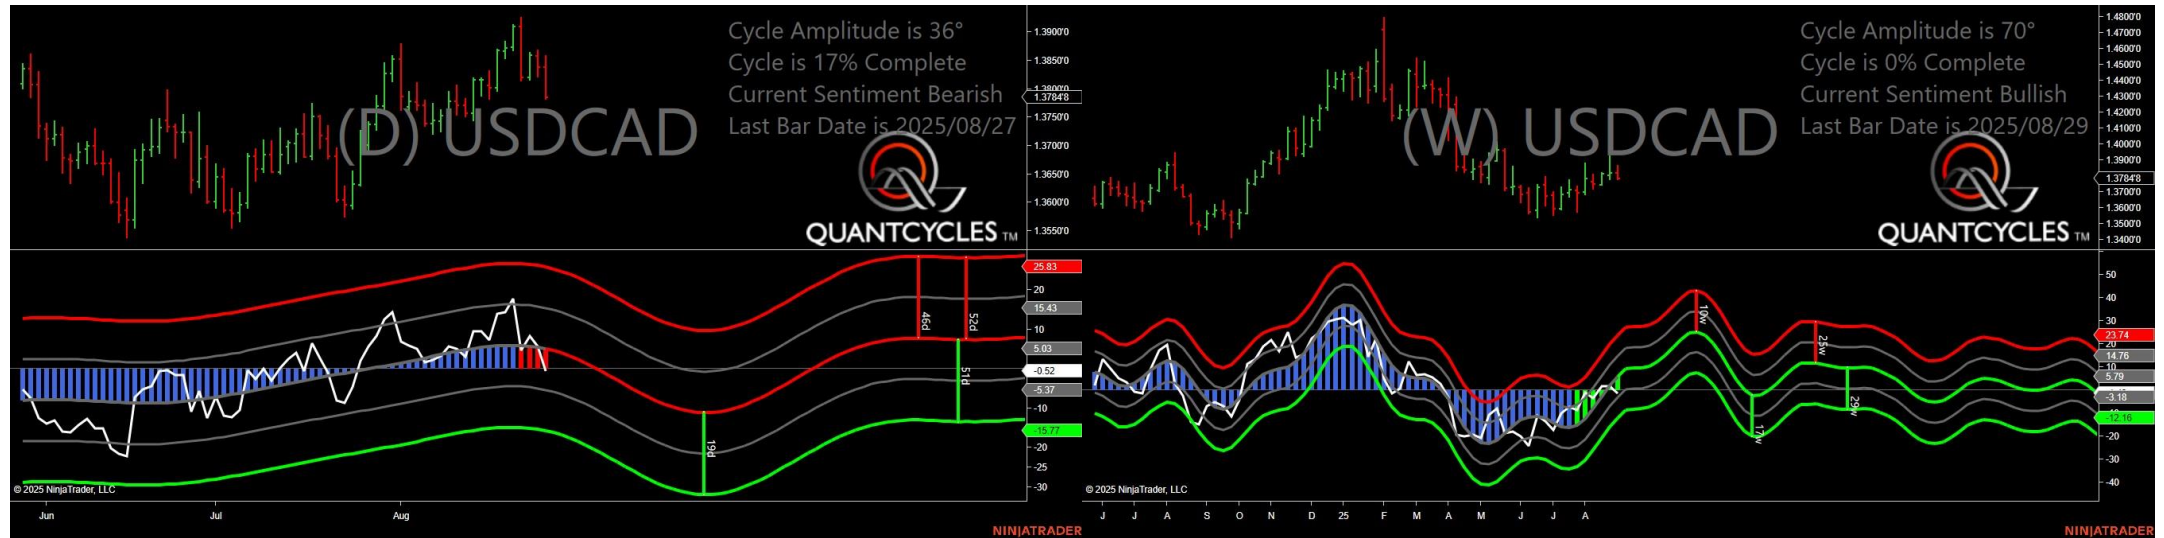 Cycle Amplitude is 36°
Cycle is 17% Complete
Current Sentiment Bearish
Last Bar Date is 2025/08/27
(D) USDCAD
QUANTCYCLES TM
1.3900'0
1.3850'0
1.3800'0
1.3784'8
1.3750'0
1.3700'0
1.3650'0
1.3600'0
1.3550'0
25.83
20
15.43
10
5.03
-0.52
-5.37
-10
-15.77
-20
-25
-30
46d
52d
51d
19d
© 2025 NinjaTrader, LLC
Jun Jul Aug
NINJATRADER
Cycle Amplitude is 70°
Cycle is 0% Complete
Current Sentiment Bullish
Last Bar Date is 2025/08/29
(W) USDCAD
QUANTCYCLES TM
1.4800'0
1.4700'0
1.4600'0
1.4500'0
1.4400'0
1.4300'0
1.4200'0
1.4100'0
1.4000'0
1.3900'0
1.3784'8
1.3700'0
1.3600'0
1.3500'0
1.3400'0
50
40
30
23.74
20
14.76
10
5.79
-3.18
-12.16
-20
-30
-40
10w
25w
17w
29w
© 2025 NinjaTrader, LLC
J J A S O N D 25 F M A M J J A
NINJATRADER